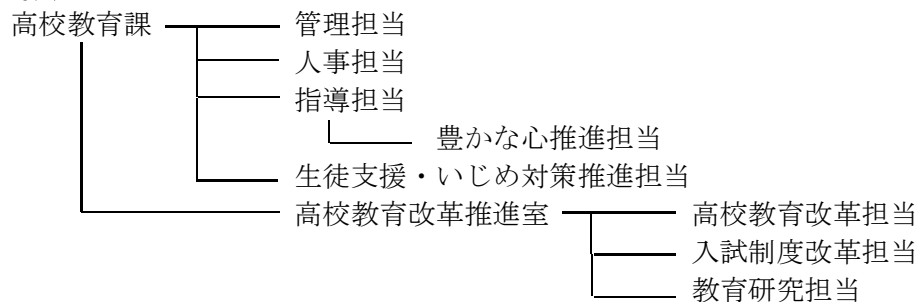 高校教育課 管理担当
人事担当
指導担当
豊かな心推進担当
生徒支援・いじめ対策推進担当
高校教育改革推進室 高校教育改革担当
入試制度改革担当
教育研究担当